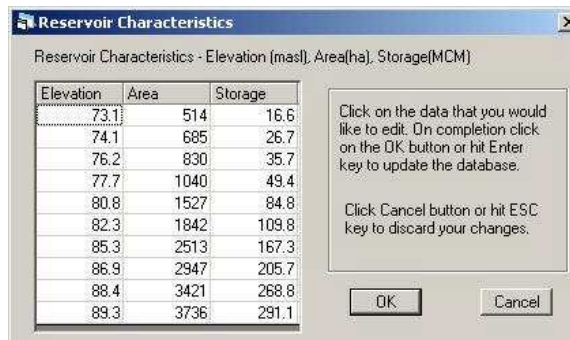 Reservoir Characteristics
Reservoir Characteristics - Elevation (masl), Area(ha), Storage(MCM)
Elevation Area Storage
73.1 514 16.6
74.1 685 26.7
76.2 830 35.7
77.7 1040 49.4
80.8 1527 84.8
82.3 1842 109.8
85.3 2513 167.3
86.9 2947 205.7
88.4 3421 268.8
89.3 3736 291.1
Click on the data that you would
like to edit. On completion click
on the OK button or hit Enter
key to update the database.
Click Cancel button or hit ESC
key to discard your changes.
OK
Cancel